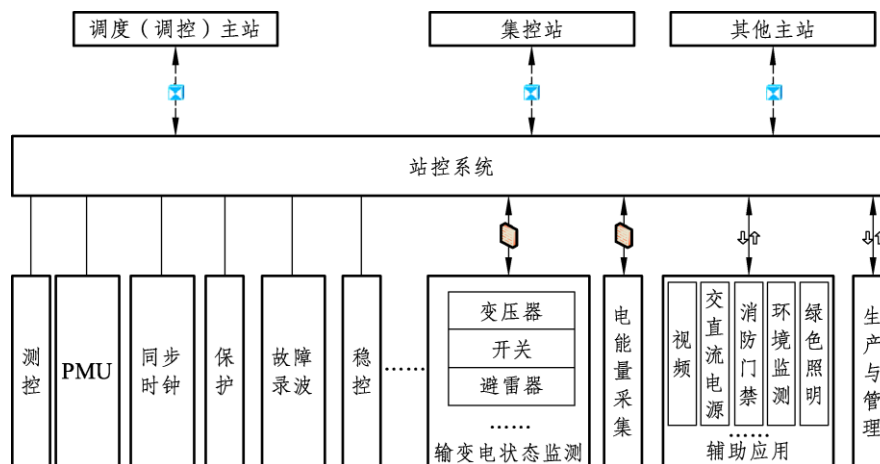 调度（调控）主站
集控站
其他主站
站控系统
测控
PMU
同步
时钟
保护
故障
录波
稳控
……
变压器
开关
避雷器
……
输变电状态监测
电能量采集
视频
交直流电源
消防门禁
环境监测
绿色照明
……
辅助应用
生产与管理